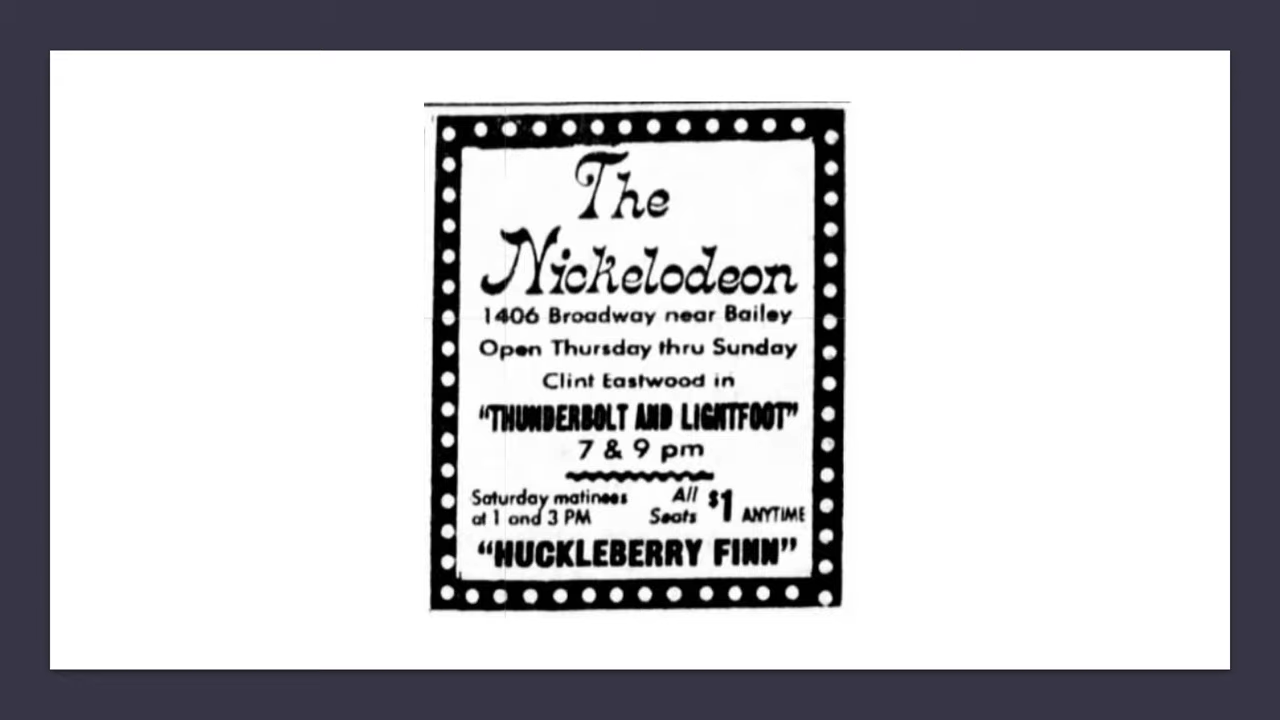 The
Nickelodeon
1406 Broadway near Bailey
Open Thursday thru Sunday
Clint Eastwood in
"THUNDERBOLT AND LIGHTFOOT"
7 & 9 pm
Saturday matinees
at 1 and 3 PM
All
Seats
$1 ANYTIME
"HUCKLEBERRY FINN"